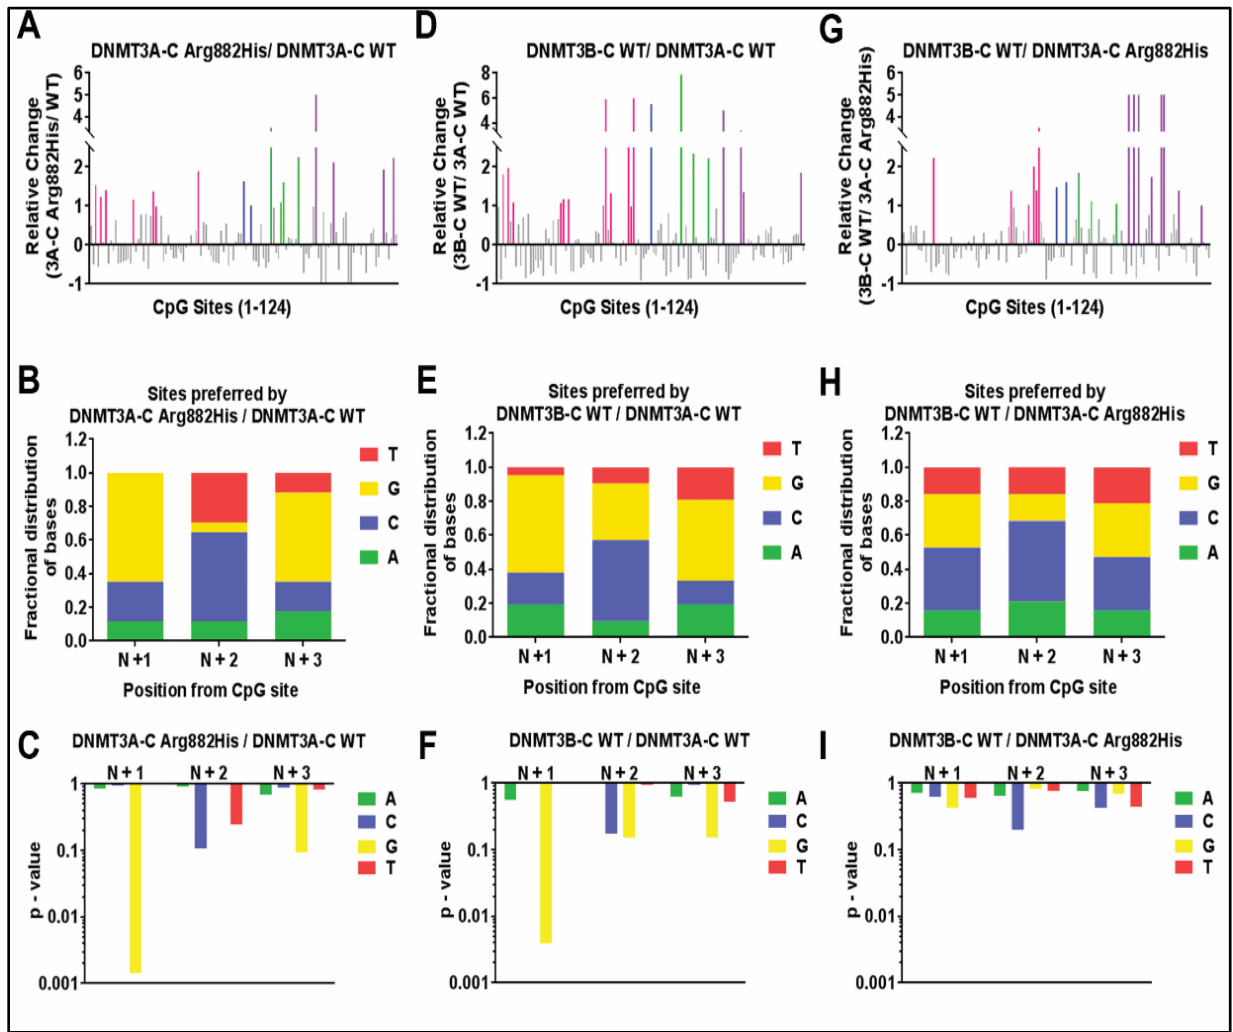 A
DNMT3A-C Arg882His/ DNMT3A-C WT
Relative Change
(3A-C Arg882His/ WT)
6
5
4
2
1
0
-1
CpG Sites (1-124)
D
DNMT3B-C WT/ DNMT3A-C WT
Relative Change
(3B-C WT/ 3A-C WT)
8
6
4
2
1
0
-1
CpG Sites (1-124)
G
DNMT3B-C WT/ DNMT3A-C Arg882His
Relative Change
(3B-C WT/ 3A-C Arg882His)
6
5
4
2
1
0
-1
CpG Sites (1-124)
B
Sites preferred by
DNMT3A-C Arg882His / DNMT3A-C WT
Fractional distribution
of bases
1.2
1.0
0.8
0.6
0.4
0.2
0.0
N +1
N + 2
N + 3
Position from CpG site
T
G
C
A
E
Sites preferred by
DNMT3B-C WT / DNMT3A-C WT
Fractional distribution
of bases
1.2
1.0
0.8
0.6
0.4
0.2
0.0
N +1
N + 2
N + 3
Position from CpG site
T
G
C
A
H
Sites preferred by
DNMT3B-C WT / DNMT3A-C Arg882His
Fractional distribution
of bases
1.2
1.0
0.8
0.6
0.4
0.2
0.0
N +1
N + 2
N + 3
Position from CpG site
T
G
C
A
C
DNMT3A-C Arg882His / DNMT3A-C WT
N + 1
N + 2
N + 3
p - value
1
0.1
0.01
0.001
A
C
G
T
F
DNMT3B-C WT / DNMT3A-C WT
N + 1
N + 2
N + 3
p - value
1
0.1
0.01
0.001
A
C
G
T
I
DNMT3B-C WT / DNMT3A-C Arg882His
N + 1
N + 2
N + 3
p - value
1
0.1
0.01
0.001
A
C
G
T